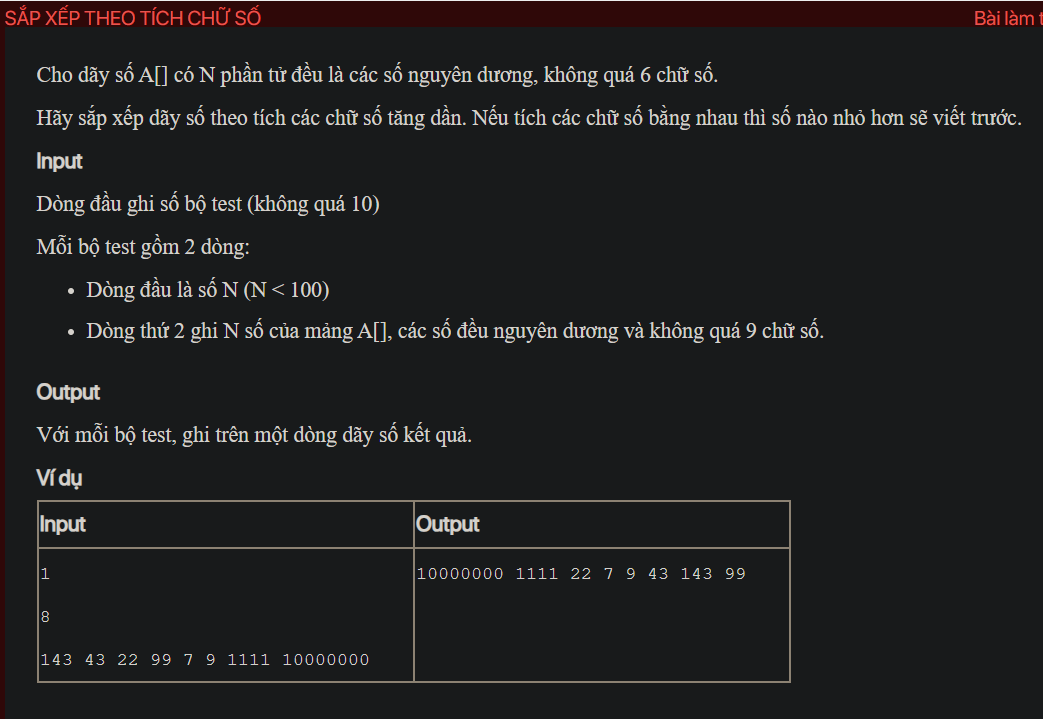 SẮP XẾP THEO TÍCH CHỮ SỐ
Bài làm
Cho dãy số A[] có N phần tử đều là các số nguyên dương, không quá 6 chữ số.
Hãy sắp xếp dãy số theo tích các chữ số tăng dần. Nếu tích các chữ số bằng nhau thì số nào nhỏ hơn sẽ viết trước.
Input
Dòng đầu ghi số bộ test (không quá 10)
Mỗi bộ test gồm 2 dòng:
• Dòng đầu là số N (N < 100)
• Dòng thứ 2 ghi N số của mảng A[], các số đều nguyên dương và không quá 9 chữ số.
Output
Với mỗi bộ test, ghi trên một dòng dãy số kết quả.
Ví dụ
Input Output
1 10000000 1111 22 7 9 43 143 99
8
143 43 22 99 7 9 1111 10000000